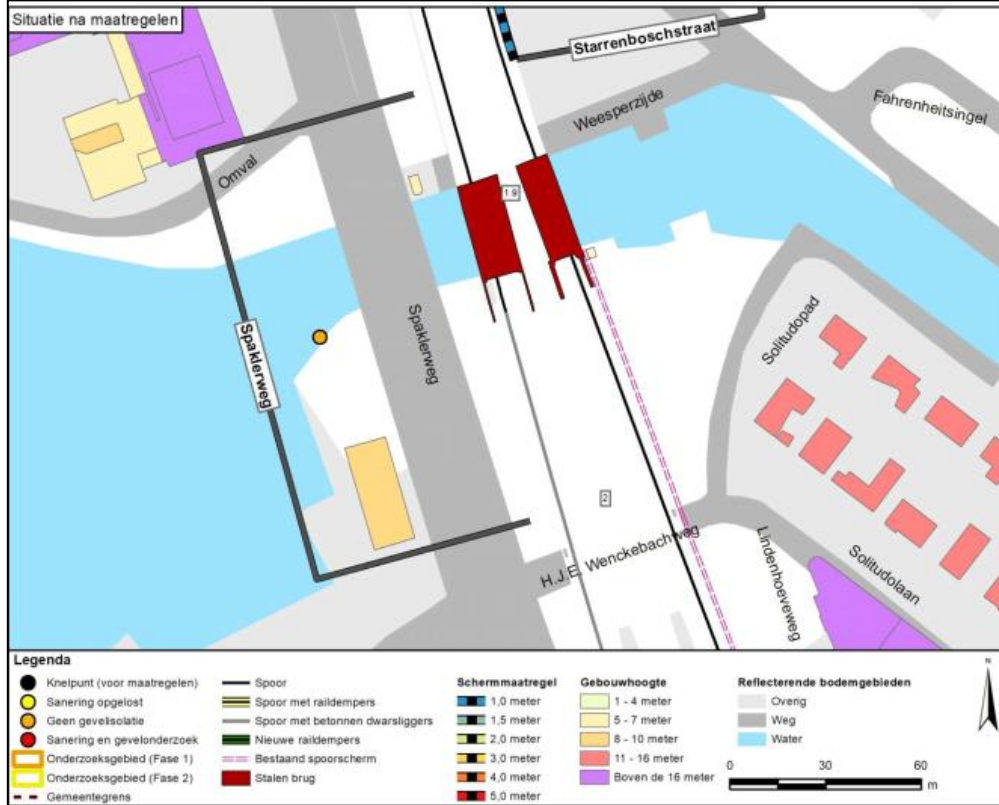 Situatie na maatregelen
Starrenboschstraat
Weesperzijde
Fahrenheitsingel
Omval
1.9
Spaklerweg
Spaklerweg
Solitudopad
2
H.J.E. Wenckebachweg
Lindenhoeveweg
Solitudolaan
Legenda
Knelpunt (voor maatregelen)
Sanering opgelost
Geen gevelisolatie
Sanering en gevelonderzoek
Onderzoeksgebied (Fase 1)
Onderzoeksgebied (Fase 2)
Gemeentegrens
Spoor
Spoor met raildempers
Spoor met betonnen dwarsliggers
Nieuwe raildempers
Bestaand spoorscherm
Stalen brug
Schermmaatregel
1,0 meter
1,5 meter
2,0 meter
3,0 meter
4,0 meter
5,0 meter
Gebouwhoogte
1 - 4 meter
5 - 7 meter
8 - 10 meter
11 - 16 meter
Boven de 16 meter
Reflecterende bodemgebieden
Overig
Weg
Water
N
0 30 60
m